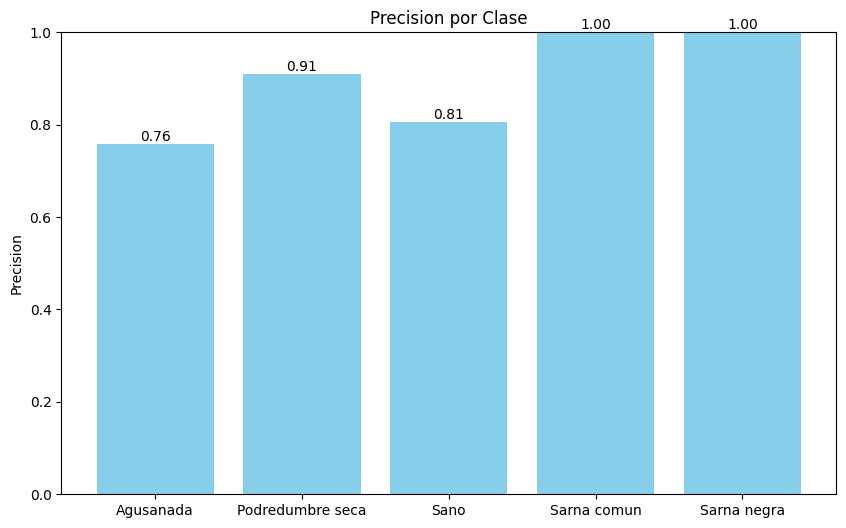 Precision por Clase
1.00
1.00
1.0
0.91
0.81
0.8
0.76
0.6
Precision
0.4
0.2
0.0
Agusanada
Podredumbre seca
Sano
Sarna comun
Sarna negra